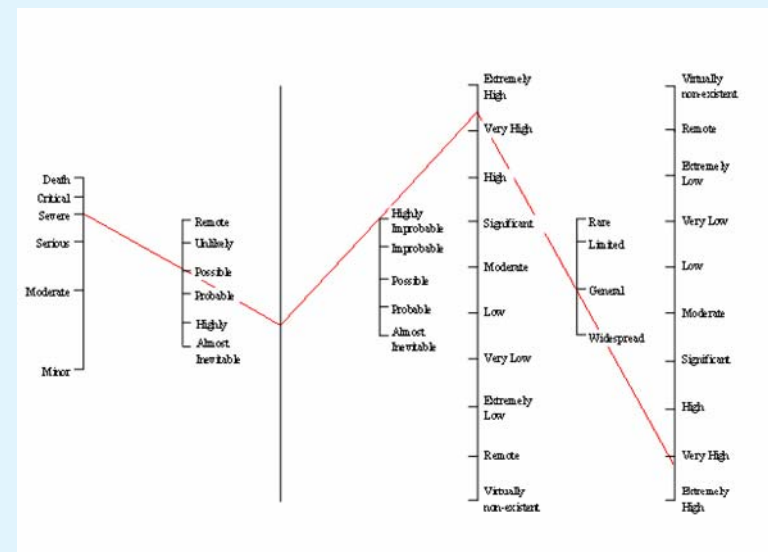 Death
Critical
Severe
Serious
Moderate
Minor
Remote
Unlikely
Possible
Probable
Highly
Almost
Inevitable
Highly
Improbable
Improbable
Possible
Probable
Almost
Inevitable
Extremely
High
Very High
High
Significant
Moderate
Low
Very Low
Extremely
Low
Remote
Virtually
non-existent
Rare
Limited
General
Widespread
Virtually
non-existent
Remote
Extremely
Low
Very Low
Low
Moderate
Significant
High
Very High
Extremely
High